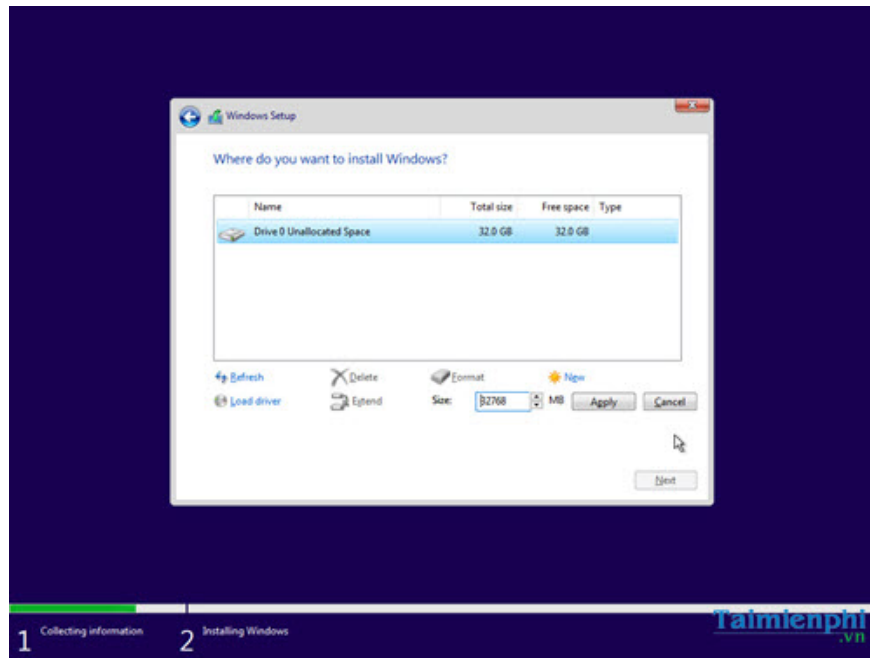 Windows Setup
Where do you want to install Windows?
Name Total size Free space Type
Drive 0 Unallocated Space 32.0 GB 32.0 GB
Refresh Delete Format New
Load driver Extend Size: 32768 MB Apply Cancel
Next
1 Collecting information 2 Installing Windows
Taimienphi
.vn